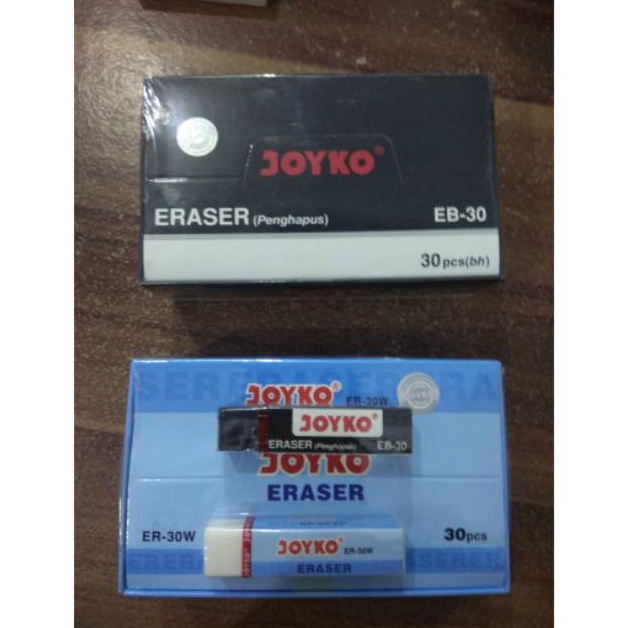 JOYKO®
ERASER (Penghapus) EB-30
30 pcs(bh)
JOYKO®
ER-30W
JOYKO®
ERASER (Penghapus) EB-30
JOYKO
ERASER
ER-30W 30pcs
JOYKO® ER-30W
ERASER